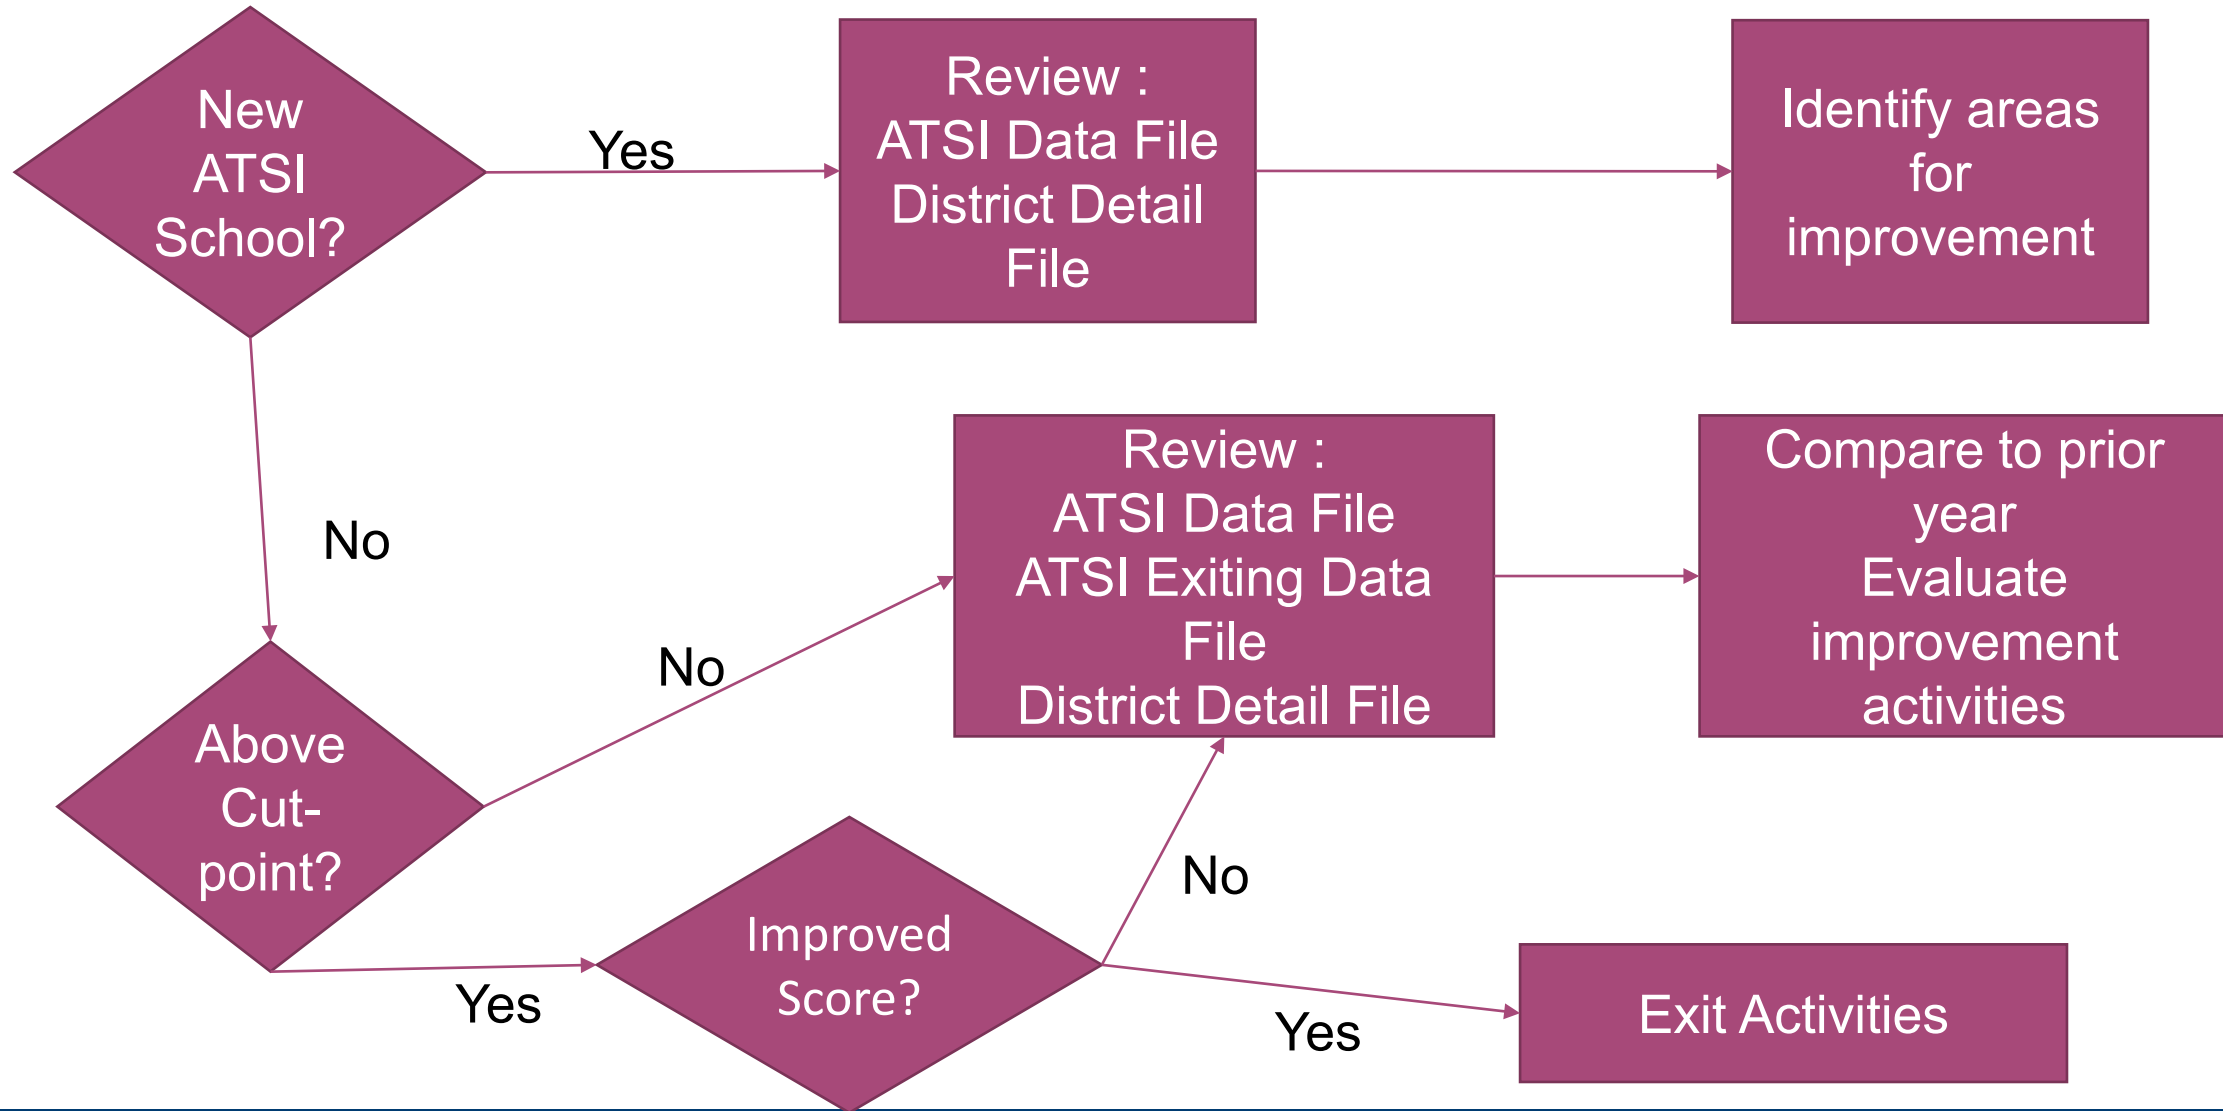 New
ATSI
School?
Yes
Review :
ATSI Data File
District Detail
File
Identify areas
for
improvement
No
Above
Cut-
point?
No
Review :
ATSI Data File
ATSI Exiting Data
File
District Detail File
Compare to prior
year
Evaluate
improvement
activities
Yes
Improved
Score?
No
Yes
Exit Activities